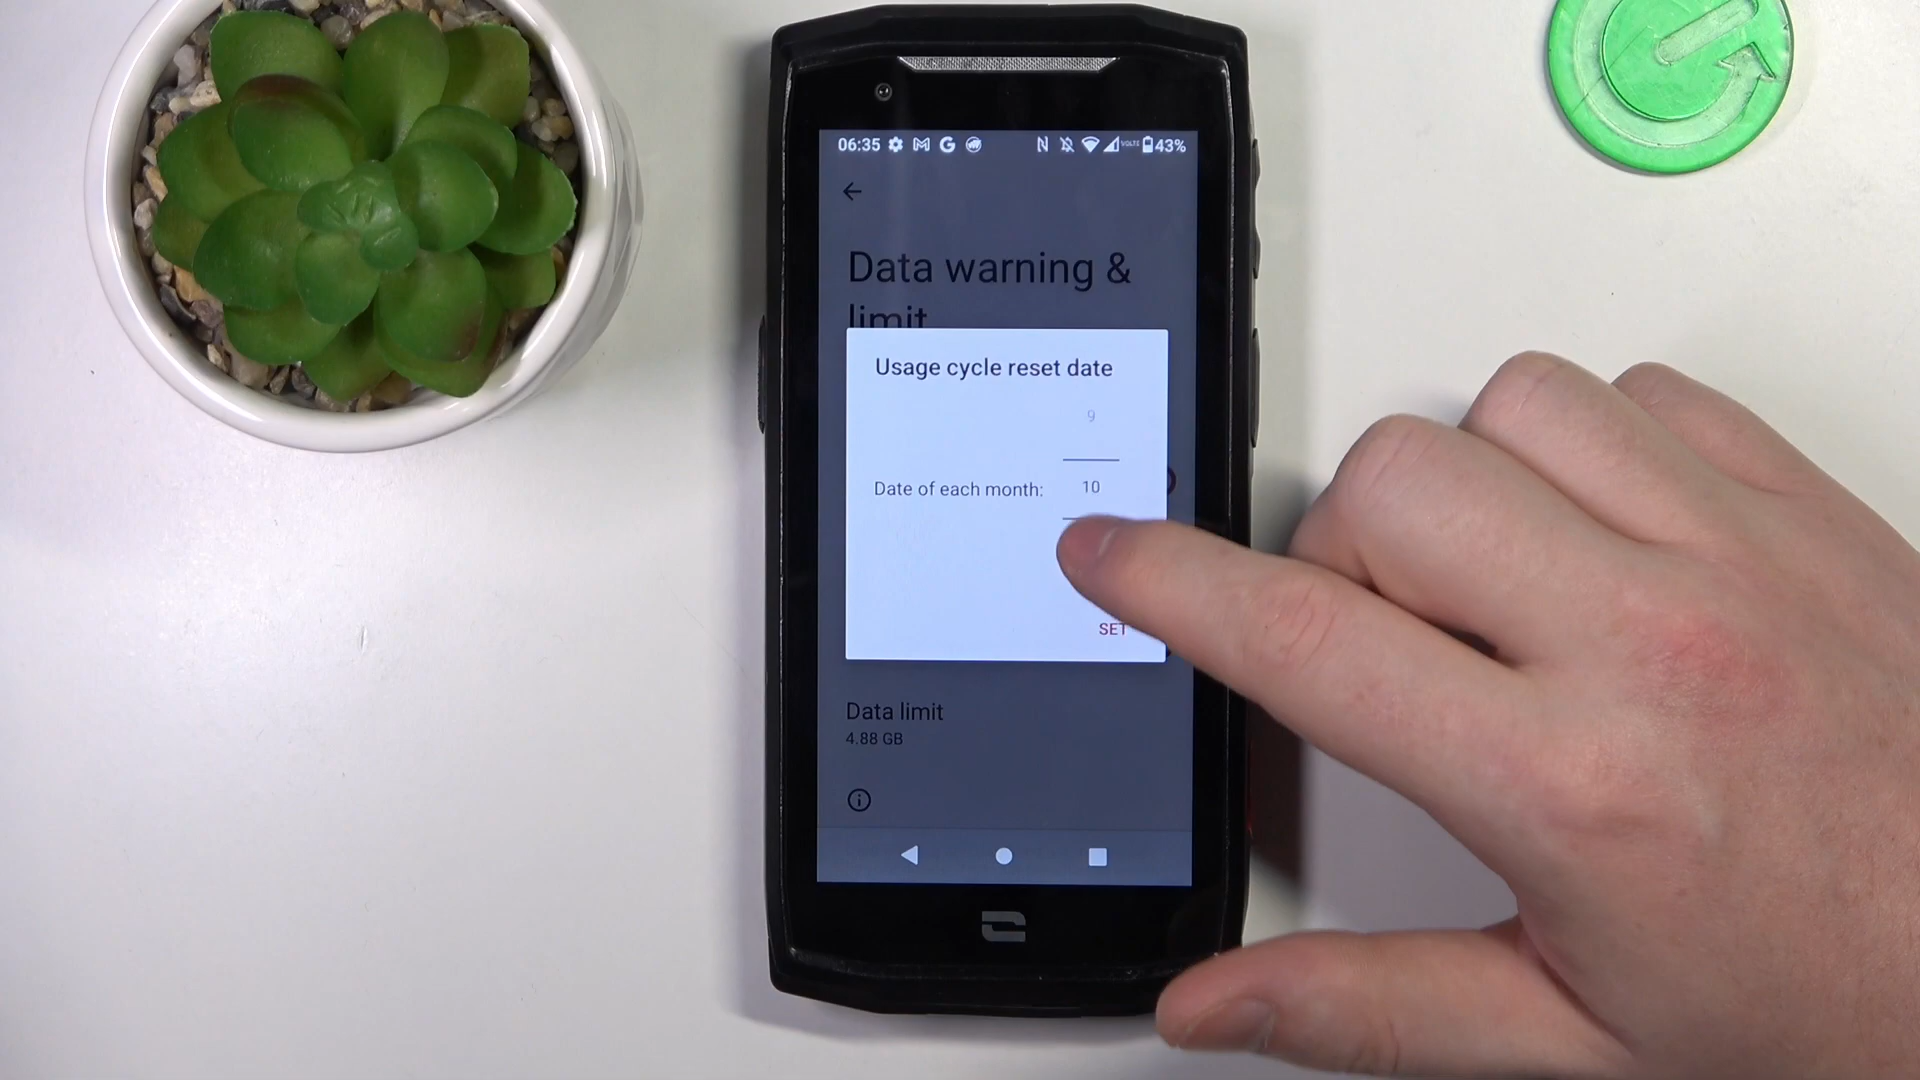 06:35 43%
Data warning &
limit
Usage cycle reset date
9
Date of each month: 10
SET
Data limit
4.88 GB